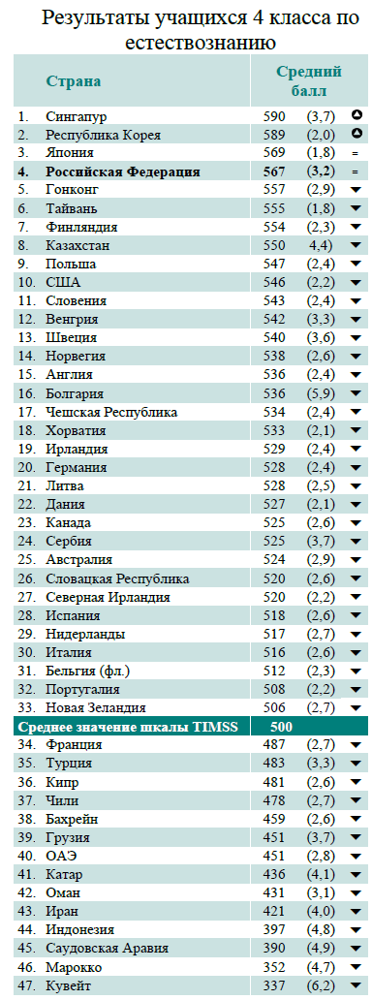 Результаты учащихся 4 класса по
естествознанию
Страна Средний
балл
1. Сингапур 590 (3,7)
2. Республика Корея 589 (2,0)
3. Япония 569 (1,8) =
4. Российская Федерация 567 (3,2) =
5. Гонконг 557 (2,9) ▼
6. Тайвань 555 (1,8) ▼
7. Финляндия 554 (2,3) ▼
8. Казахстан 550 4,4) ▼
9. Польша 547 (2,4) ▼
10. США 546 (2,2) ▼
11. Словения 543 (2,4) ▼
12. Венгрия 542 (3,3) ▼
13. Швеция 540 (3,6) ▼
14. Норвегия 538 (2,6) ▼
15. Англия 536 (2,4) ▼
16. Болгария 536 (5,9) ▼
17. Чешская Республика 534 (2,4) ▼
18. Хорватия 533 (2,1) ▼
19. Ирландия 529 (2,4) ▼
20. Германия 528 (2,4) ▼
21. Литва 528 (2,5) ▼
22. Дания 527 (2,1) ▼
23. Канада 525 (2,6) ▼
24. Сербия 525 (3,7) ▼
25. Австралия 524 (2,9) ▼
26. Словацкая Республика 520 (2,6) ▼
27. Северная Ирландия 520 (2,2) ▼
28. Испания 518 (2,6) ▼
29. Нидерланды 517 (2,7) ▼
30. Италия 516 (2,6) ▼
31. Бельгия (фл.) 512 (2,3) ▼
32. Португалия 508 (2,2) ▼
33. Новая Зеландия 506 (2,7) ▼
Среднее значение шкалы TIMSS 500
34. Франция 487 (2,7) ▼
35. Турция 483 (3,3) ▼
36. Кипр 481 (2,6) ▼
37. Чили 478 (2,7) ▼
38. Бахрейн 459 (2,6) ▼
39. Грузия 451 (3,7) ▼
40. ОАЭ 451 (2,8) ▼
41. Катар 436 (4,1) ▼
42. Оман 431 (3,1) ▼
43. Иран 421 (4,0) ▼
44. Индонезия 397 (4,8) ▼
45. Саудовская Аравия 390 (4,9) ▼
46. Марокко 352 (4,7) ▼
47. Кувейт 337 (6,2) ▼